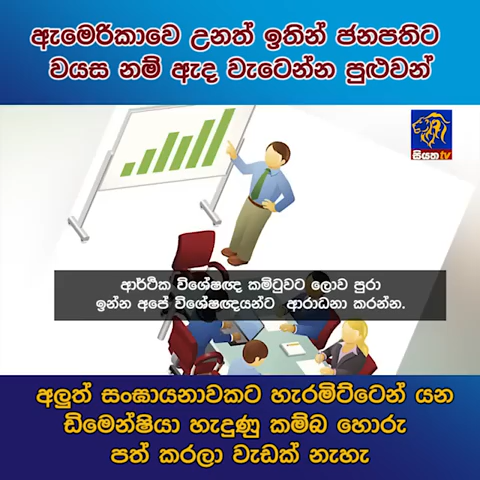 ඇමෙරිකාවෙ උනත් ඉතින් ජනපතිට
වයස නම් ඇද වැටෙන්න පුළුවන්
සියත tv
ආර්ථික විශේෂඥ කමිටුවට ලොව පුරා
ඉන්න අපේ විශේෂඥයන්ට ආරාධනා කරන්න.
අලුත් සංඝායනාවකට හැරමිට්ටෙන් යන
ඩිමෙන්ෂියා හැදුණු කම්බ හොරු
පත් කරලා වැඩක් නැහැ